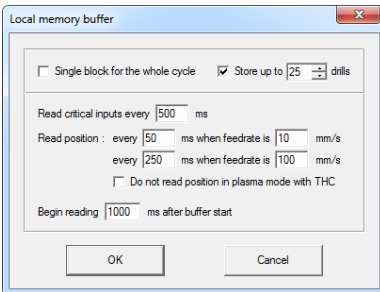 Local memory buffer
Single block for the whole cycle Store up to 25 drills
Read critical inputs every 500 ms
Read position : every 50 ms when feedrate is 10 mm/s
every 250 ms when feedrate is 100 mm/s
Do not read position in plasma mode with THC
Begin reading 1000 ms after buffer start
OK Cancel